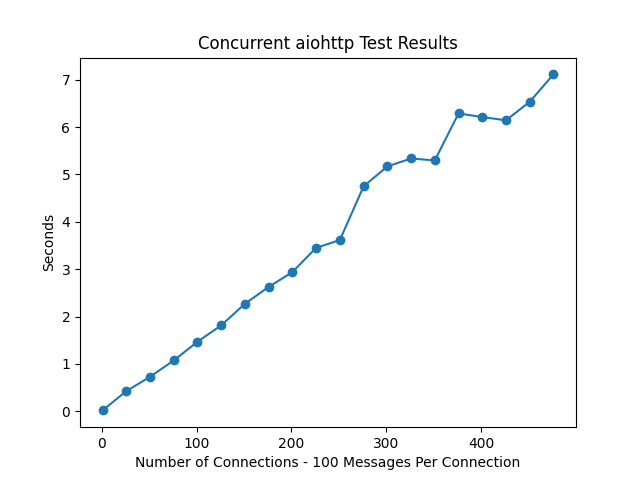 Concurrent aiohttp Test Results
7
6
5
4
3
2
1
0
Seconds
0 100 200 300 400
Number of Connections - 100 Messages Per Connection